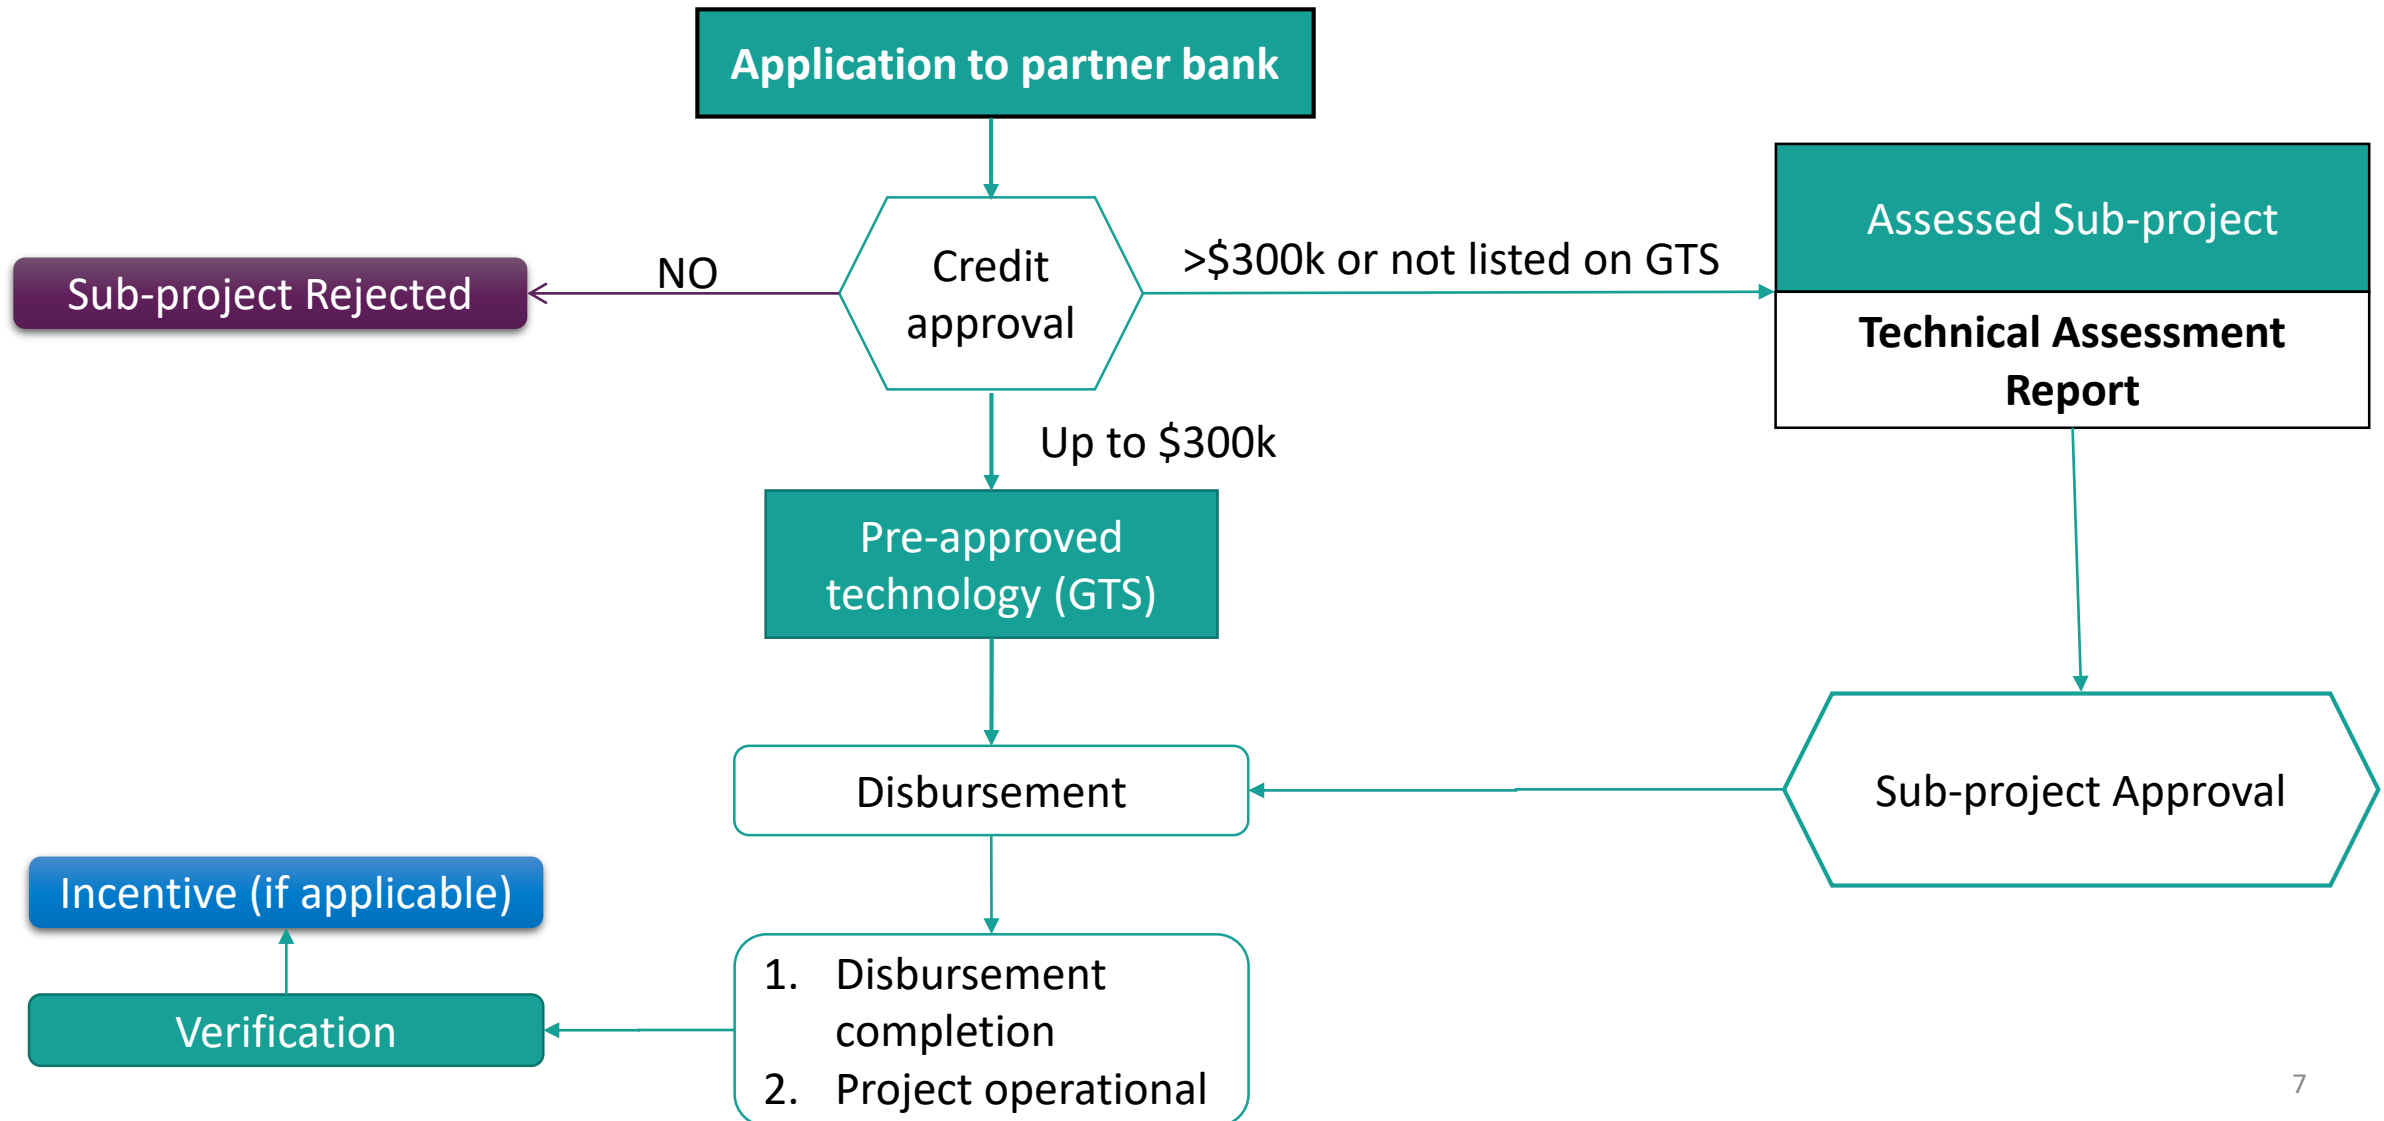 Application to partner bank
Assessed Sub-project
>$300k or not listed on GTS
Credit
approval
NO
Sub-project Rejected
Technical Assessment
Report
Up to $300k
Pre-approved
technology (GTS)
Disbursement
Sub-project Approval
Incentive (if applicable)
1. Disbursement
completion
2. Project operational
Verification
7